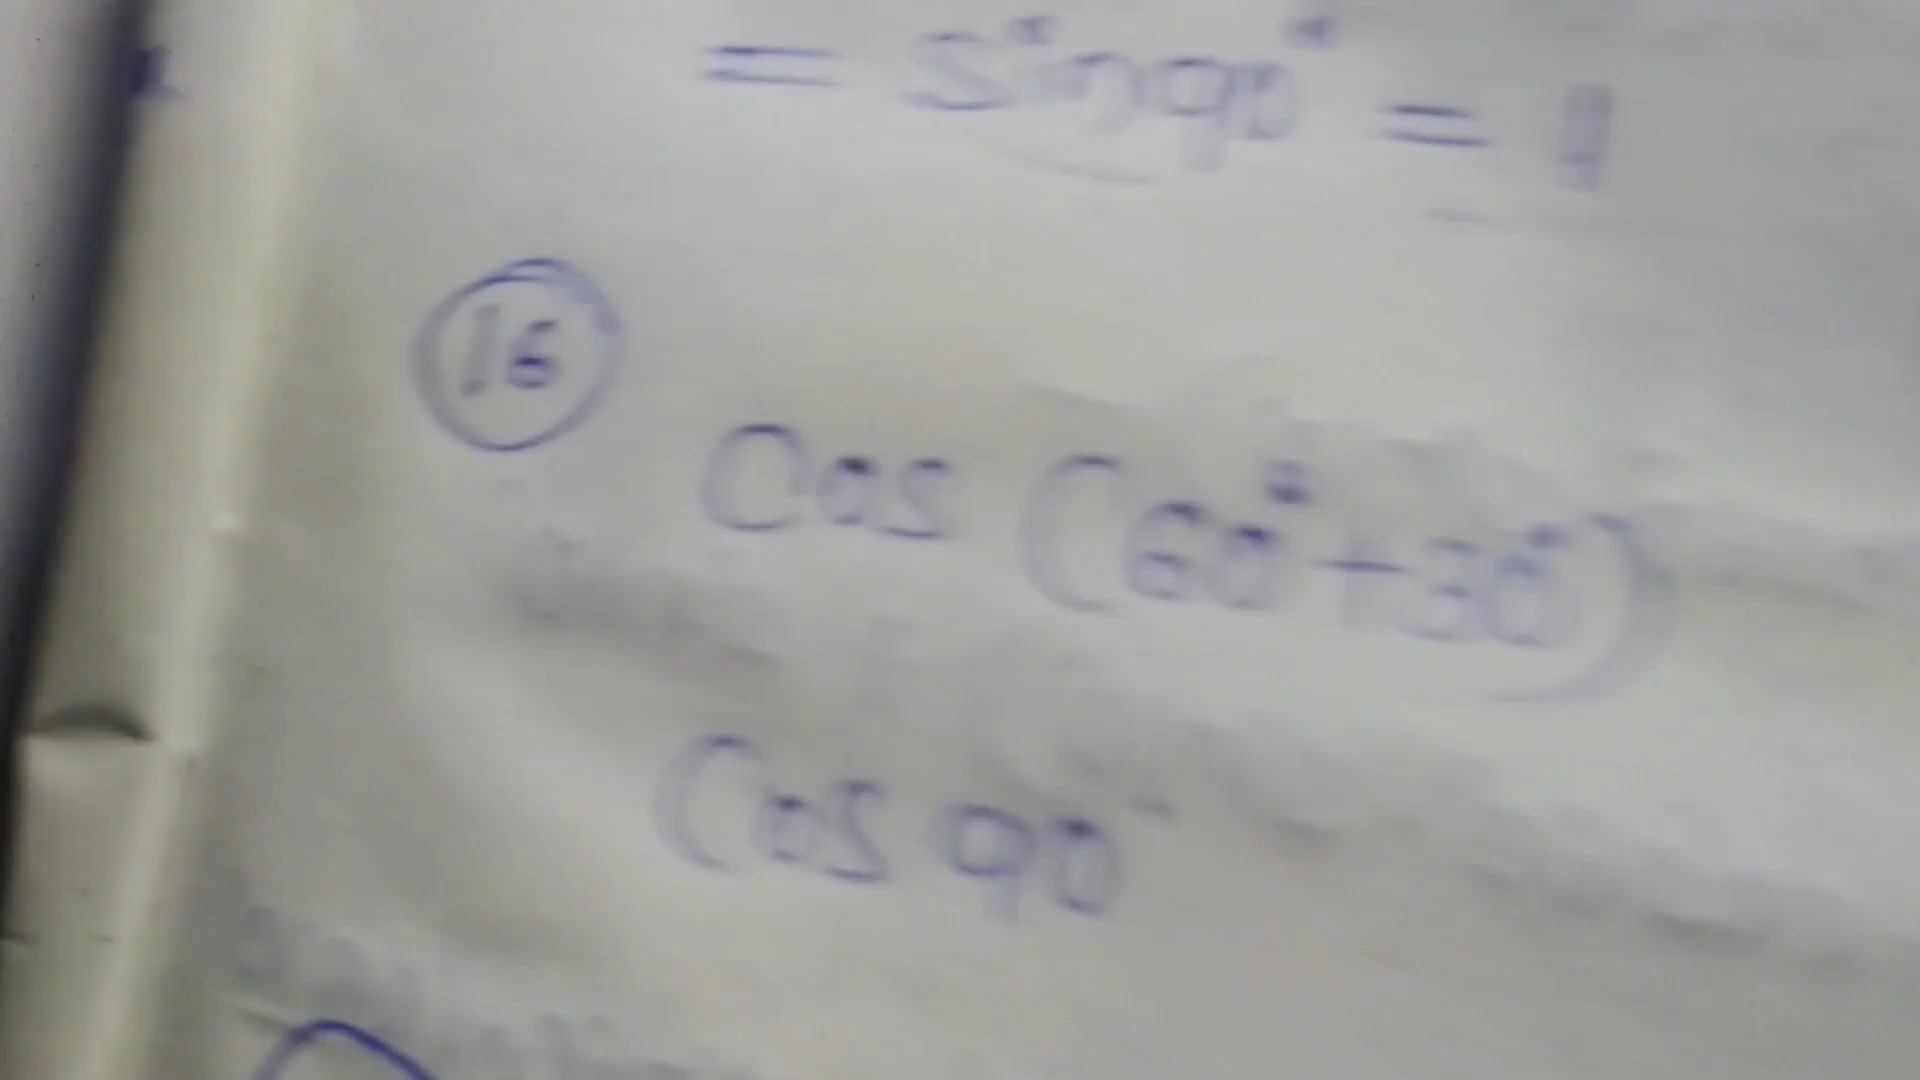 = sin90° = 1
16
Cos (60° + 30°)
Cos 90°